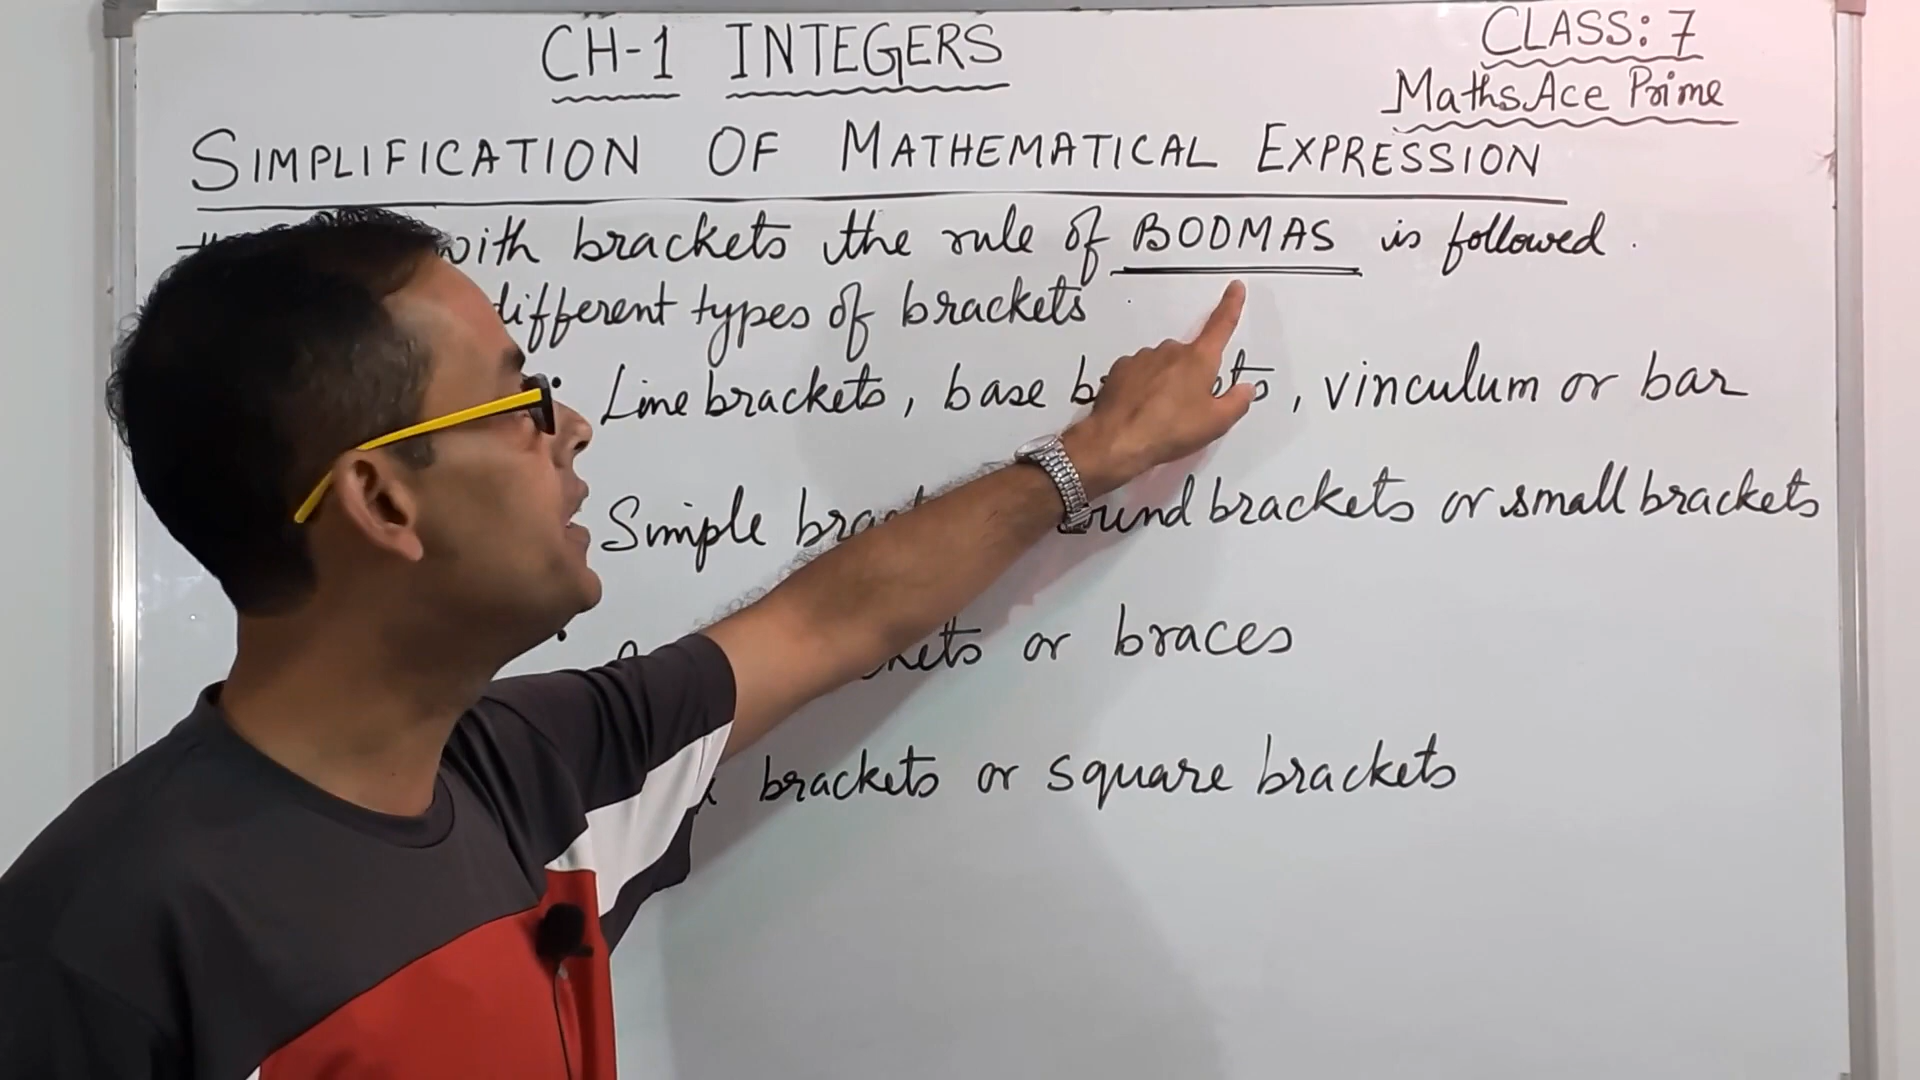 CH-1 INTEGERS
CLASS: 7
Maths Ace Prime
SIMPLIFICATION OF MATHEMATICAL EXPRESSION
with brackets the rule of BODMAS is followed.
different types of brackets
Line brackets, base , vinculum or bar
Simple brackets or small brackets
or braces
brackets or square brackets